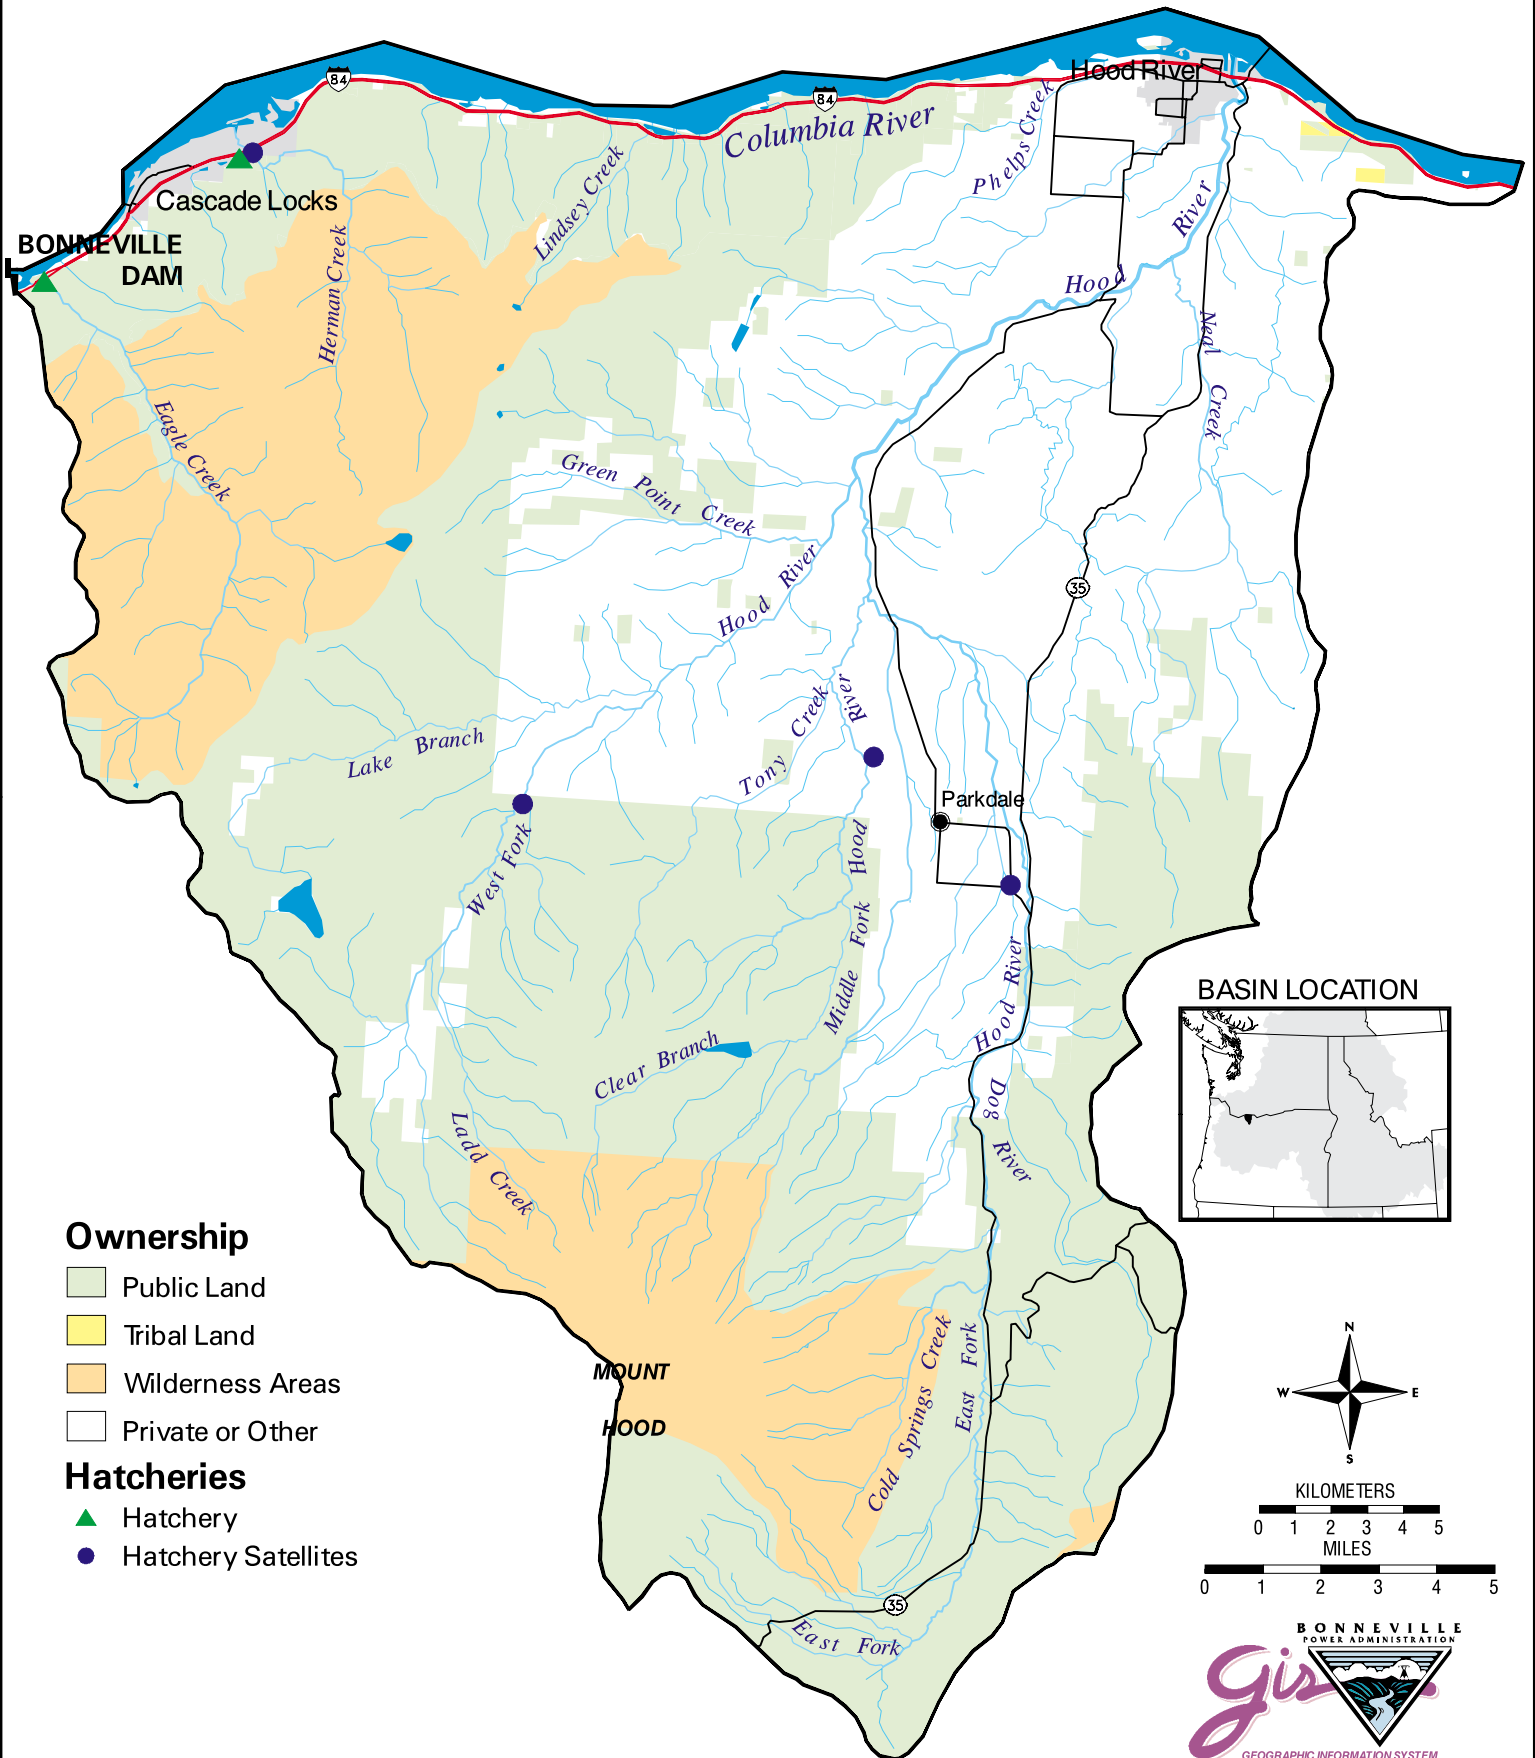 84
Hood River
84
Columbia River
Phelps Creek
Lindsey Creek
Cascade Locks
River
BONNEVILLE
DAM
Herman Creek
Hood
Neal
Creek
Eagle Creek
Green Point Creek
Hood River
35
Tony Creek
River
Lake Branch
Parkdale
West Fork
Middle Fork Hood
Hood River
BASIN LOCATION
Clear Branch
Dog
River
Ladd Creek
Ownership
Public Land
Tribal Land
Wilderness Areas
Private or Other
Hatcheries
Hatchery
Hatchery Satellites
MOUNT
HOOD
Cold Springs Creek
East Fork
35
East Fork
N
W E
S
KILOMETERS
0 1 2 3 4 5
MILES
0 1 2 3 4 5
BONNEVILLE
POWER ADMINISTRATION
Gis
GEOGRAPHIC INFORMATION SYSTEM